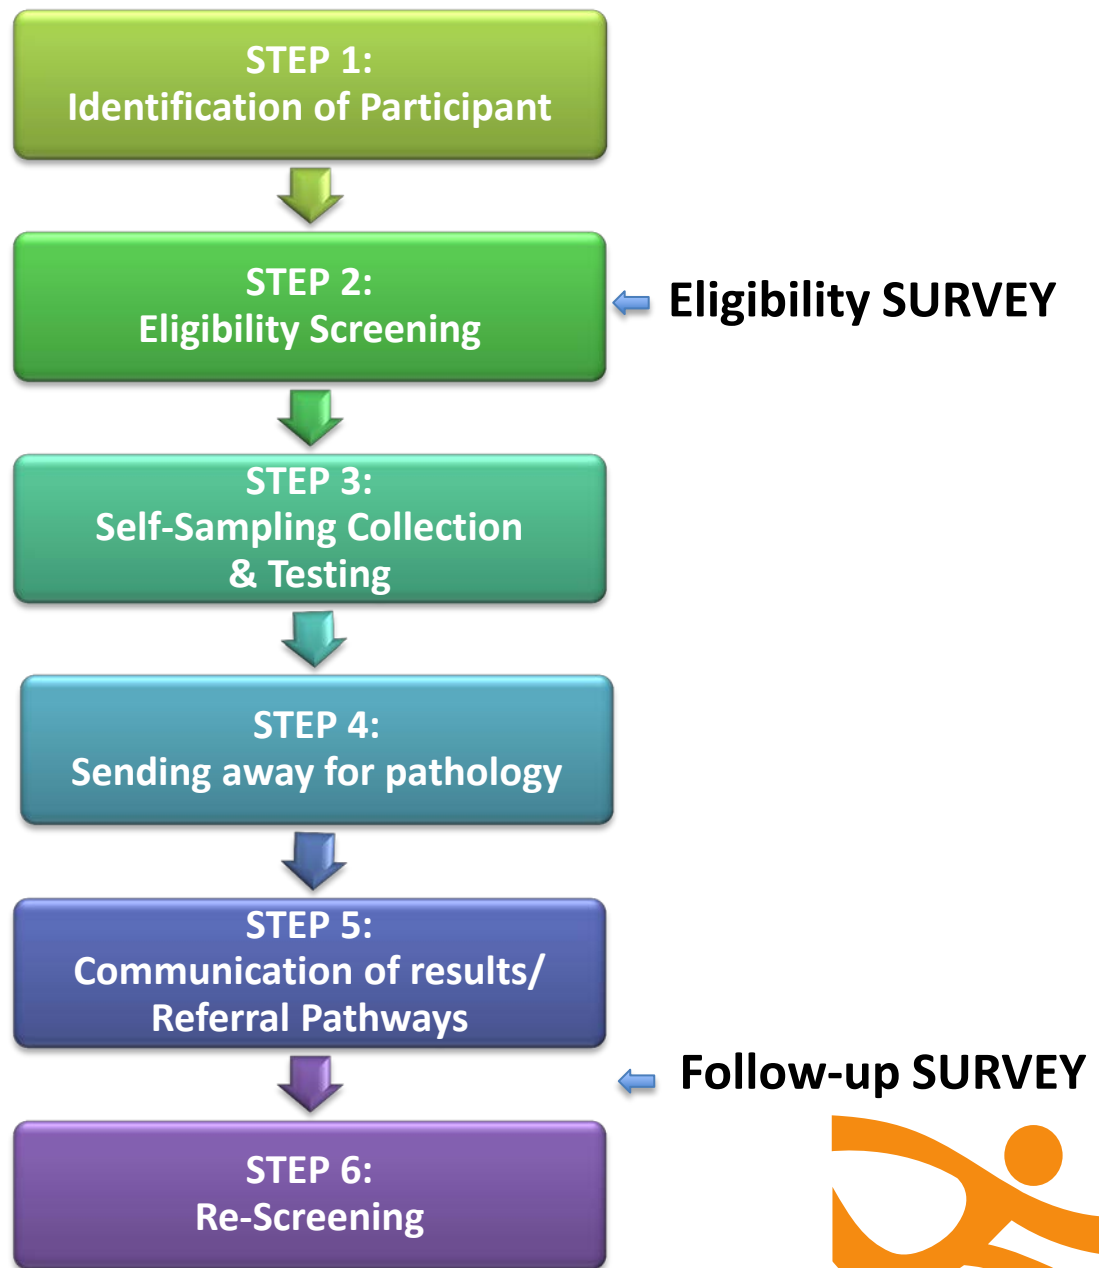 STEP 1:
Identification of Participant
STEP 2:
Eligibility Screening
Eligibility SURVEY
STEP 3:
Self-Sampling Collection
& Testing
STEP 4:
Sending away for pathology
STEP 5:
Communication of results/
Referral Pathways
Follow-up SURVEY
STEP 6:
Re-Screening